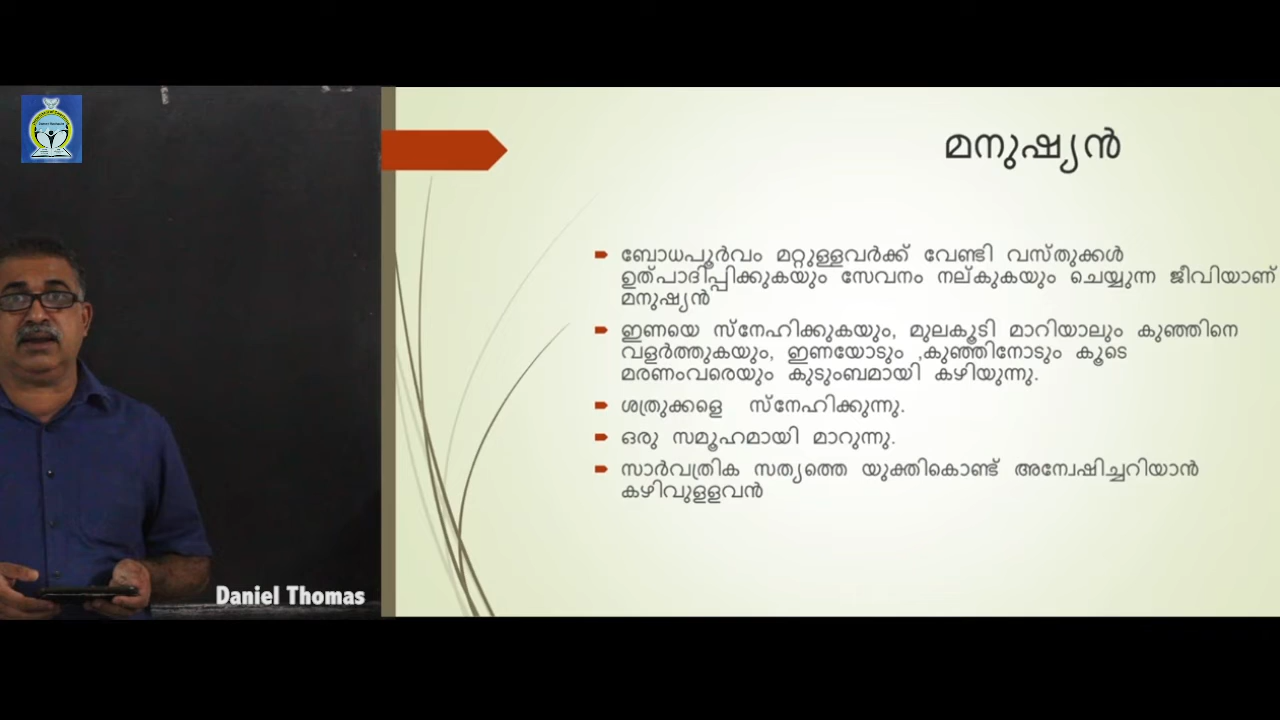 മനുഷ്യൻ
ബോധപൂർവം മറ്റുള്ളവർക്ക് വേണ്ടി വസ്തുക്കൾ
ഉത്പാദിപ്പിക്കുകയും സേവനം നല്കുകയും ചെയ്യുന്ന ജീവിയാണ്
മനുഷ്യൻ
ഇണയെ സ്നേഹിക്കുകയും, മുലകൂടി മാറിയാലും കുഞ്ഞിനെ
വളർത്തുകയും, ഇണയോടും ,കുഞ്ഞിനോടും കൂടെ
മരണംവരെയും കുടുംബമായി കഴിയുന്നു.
ശത്രുക്കളെ സ്നേഹിക്കുന്നു.
ഒരു സമൂഹമായി മാറുന്നു.
സാർവത്രിക സത്യത്തെ യുക്തികൊണ്ട് അന്വേഷിച്ചറിയാൻ
കഴിവുളളവൻ
Daniel Thomas